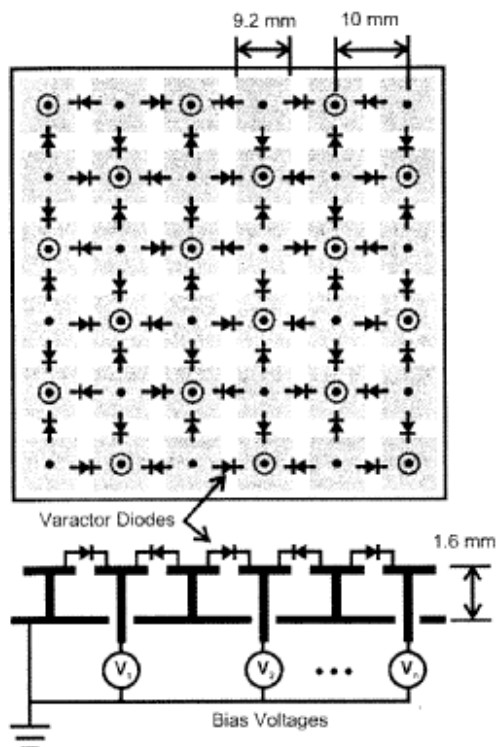 9.2 mm
10 mm
Varactor Diodes
1.6 mm
V₁
V₂
Vₙ
Bias Voltages